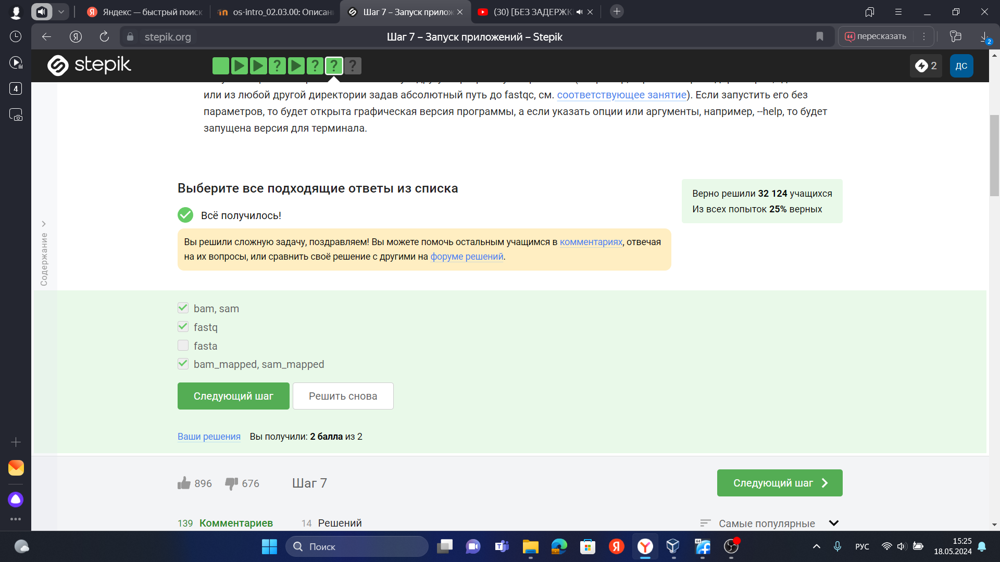 Яндекс — быстрый поиск
os-intro_02.03.00: Описан
Шаг 7 – Запуск прилож
(30) [БЕЗ ЗАДЕРЖК
stepik.org
Шаг 7 – Запуск приложений – Stepik
пересказать
2
4
stepik
? ? ? ?
2
ДС
или из любой другой директории задав абсолютный путь до fastqc, см. соответствующее занятие). Если запустить его без
параметров, то будет открыта графическая версия программы, а если указать опции или аргументы, например, --help, то будет
запущена версия для терминала.
Содержание
Выберите все подходящие ответы из списка
Всё получилось!
Верно решили 32 124 учащихся
Из всех попыток 25% верных
Вы решили сложную задачу, поздравляем! Вы можете помочь остальным учащимся в комментариях, отвечая
на их вопросы, или сравнить своё решение с другими на форуме решений.
bam, sam
fastq
fasta
bam_mapped, sam_mapped
Следующий шаг
Решить снова
Ваши решения Вы получили: 2 балла из 2
896
676
Шаг 7
Следующий шаг
139 Комментариев
14 Решений
Самые популярные
Поиск
РУС
15:25
18.05.2024